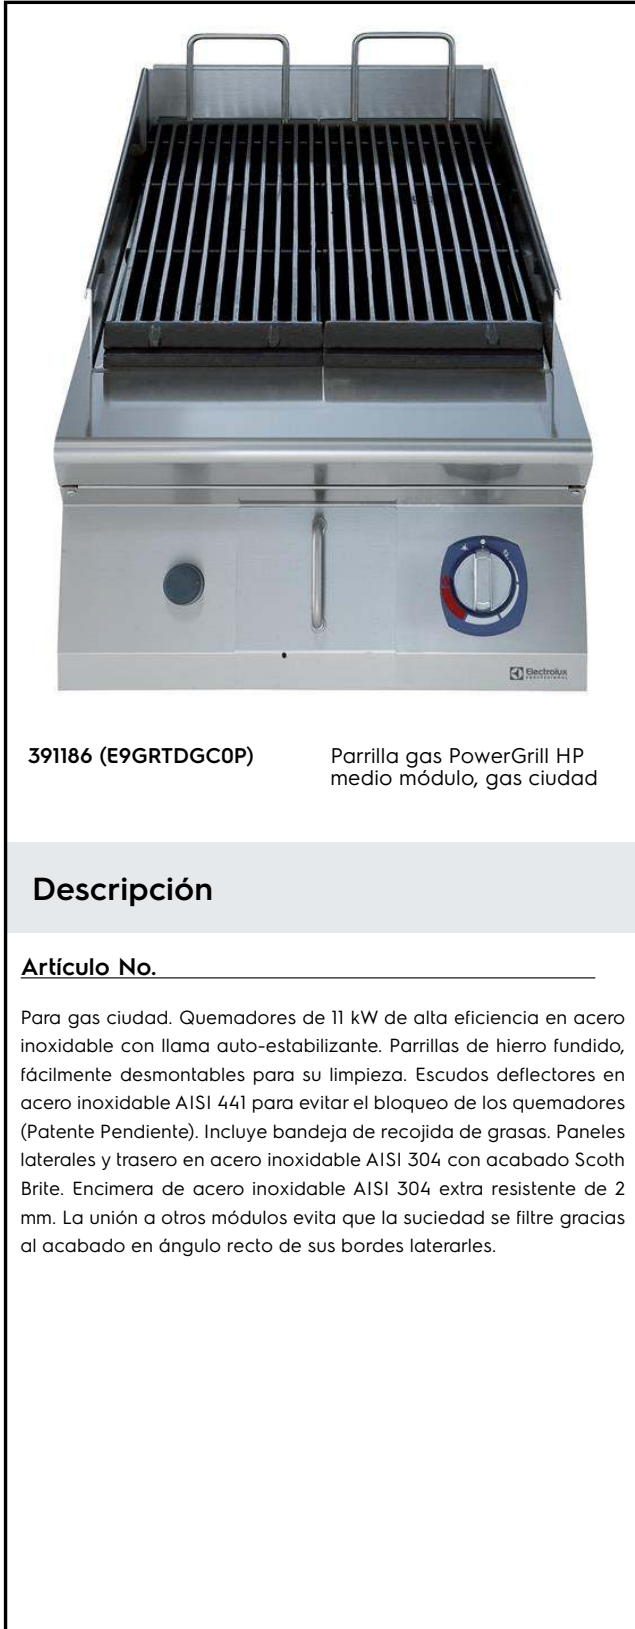 Electrolux
PROFESSIONAL
391186 (E9GRTDGC0P)
Parrilla gas PowerGrill HP
medio módulo, gas ciudad
Descripción
Artículo No.
Para gas ciudad. Quemadores de 11 kW de alta eficiencia en acero
inoxidable con llama auto-estabilizante. Parrillas de hierro fundido,
fácilmente desmontables para su limpieza. Escudos deflectores en
acero inoxidable AISI 441 para evitar el bloqueo de los quemadores
(Patente Pendiente). Incluye bandeja de recojida de grasas. Paneles
laterales y trasero en acero inoxidable AISI 304 con acabado Scoth
Brite. Encimera de acero inoxidable AISI 304 extra resistente de 2
mm. La unión a otros módulos evita que la suciedad se filtre gracias
al acabado en ángulo recto de sus bordes laterarles.